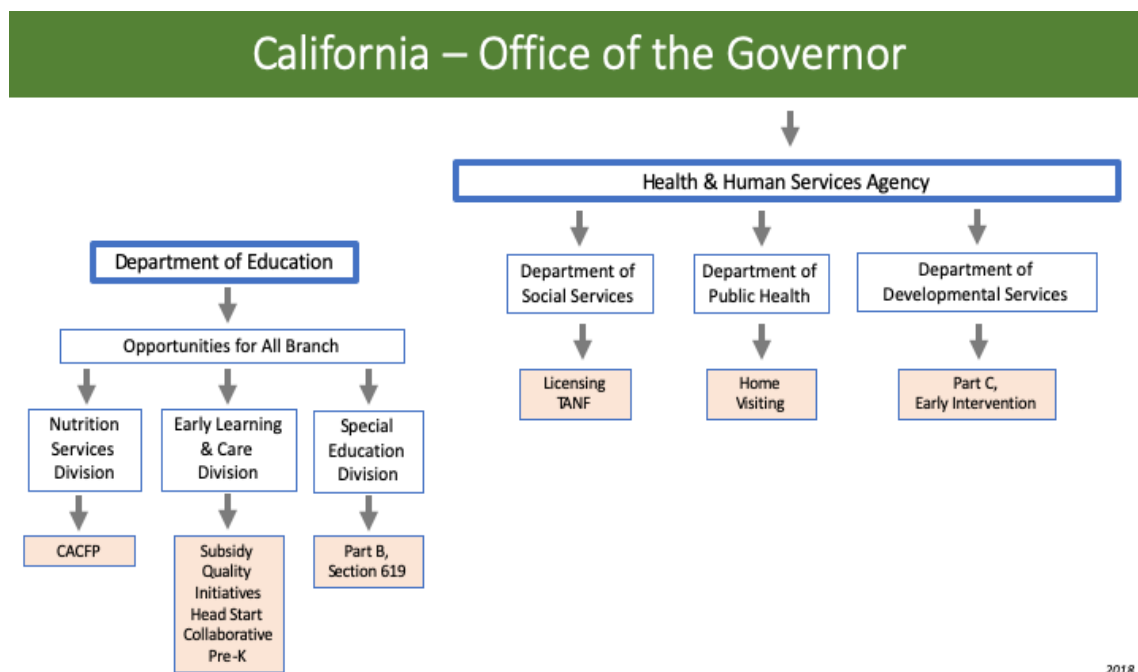 California – Office of the Governor
Health & Human Services Agency
Department of Education
Department of
Social Services
Department of
Public Health
Department of
Developmental Services
Opportunities for All Branch
Licensing
TANF
Home
Visiting
Part C,
Early Intervention
Nutrition
Services
Division
Early Learning
& Care
Division
Special
Education
Division
CACFP
Subsidy
Quality
Initiatives
Head Start
Collaborative
Pre-K
Part B,
Section 619
2018